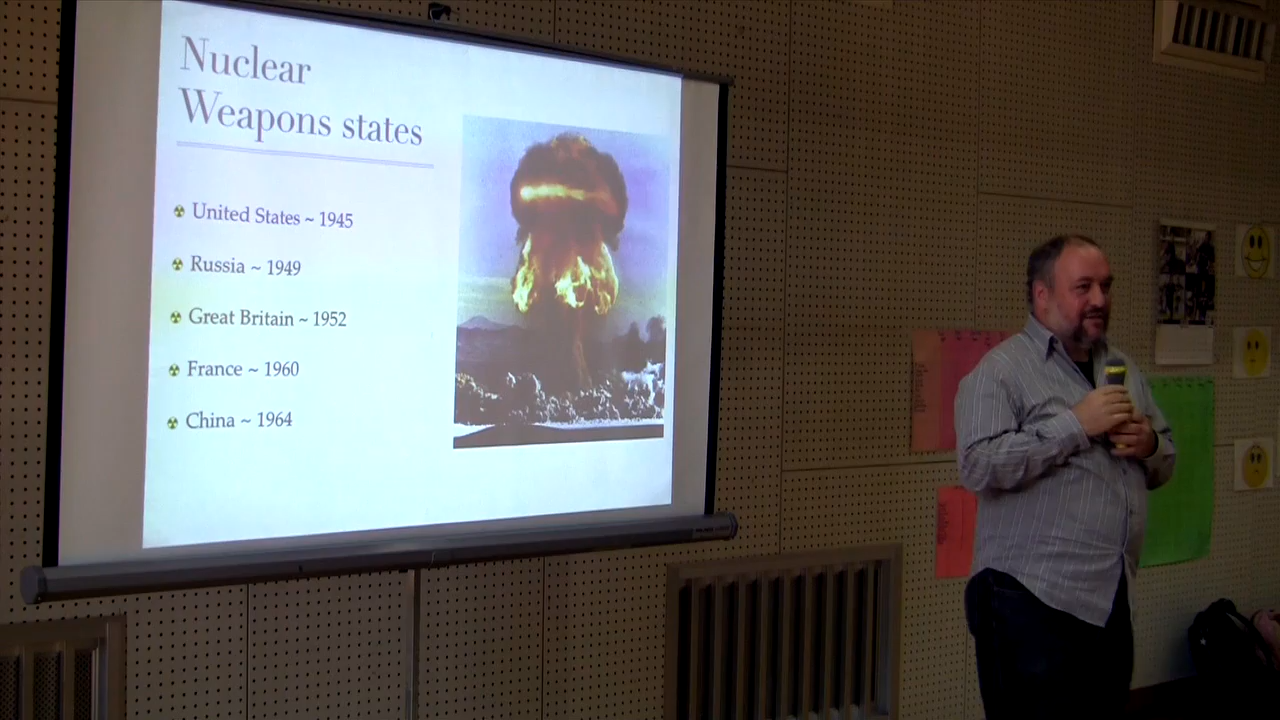 Nuclear
Weapons states
United States ~ 1945
Russia ~ 1949
Great Britain ~ 1952
France ~ 1960
China ~ 1964